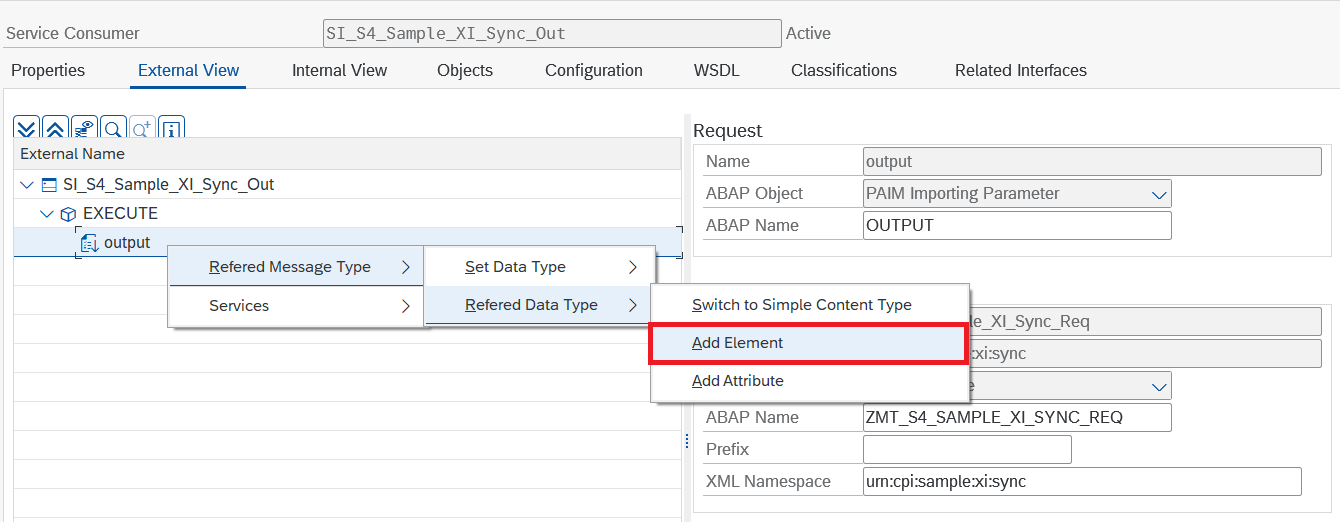 Service Consumer SI_S4_Sample_XI_Sync_Out Active
Properties External View Internal View Objects Configuration WSDL Classifications Related Interfaces
External Name
SI_S4_Sample_XI_Sync_Out
EXECUTE
output
Refered Message Type
Services
Set Data Type
Refered Data Type
Switch to Simple Content Type
Add Element
Add Attribute
Request
Name output
ABAP Object PAIM Importing Parameter
ABAP Name OUTPUT
le_XI_Sync_Req
xi:sync
e
ABAP Name ZMT_S4_SAMPLE_XI_SYNC_REQ
Prefix
XML Namespace urn:cpi:sample:xi:sync